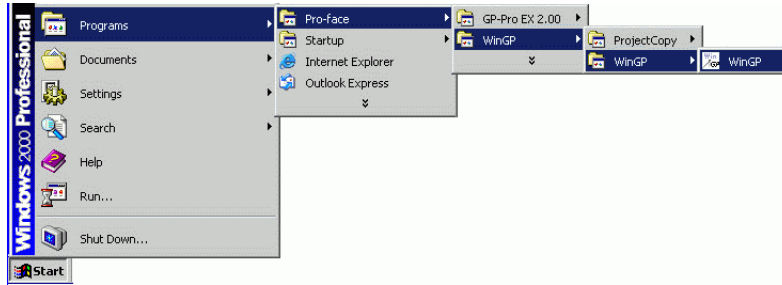 Windows 2000 Professional
Programs
Documents
Settings
Search
Help
Run...
Shut Down...
Start
Pro-face
Startup
Internet Explorer
Outlook Express
GP-Pro EX 2.00
WinGP
ProjectCopy
WinGP
WinGP